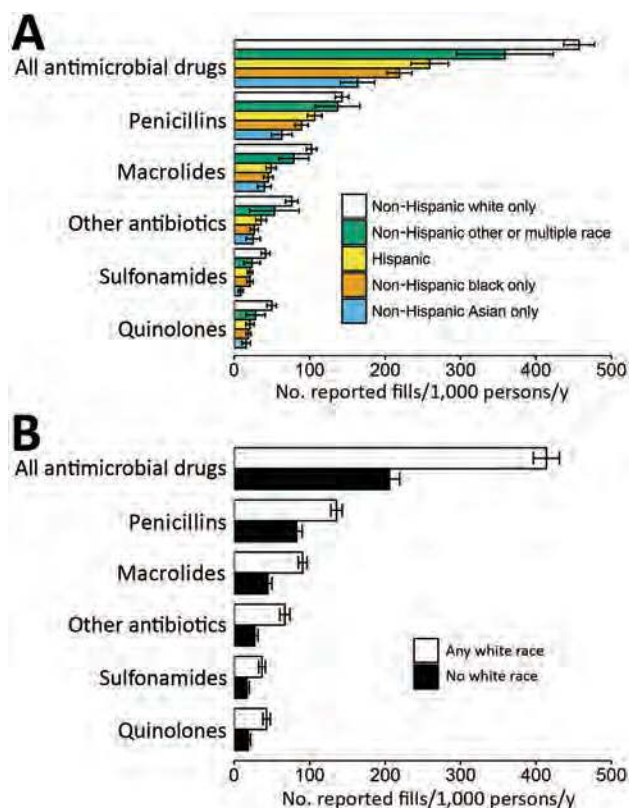 A
All antimicrobial drugs
Penicillins
Macrolides
Other antibiotics
Sulfonamides
Quinolones
Non-Hispanic white only
Non-Hispanic other or multiple race
Hispanic
Non-Hispanic black only
Non-Hispanic Asian only
0 100 200 300 400 500
No. reported fills/1,000 persons/y
B
All antimicrobial drugs
Penicillins
Macrolides
Other antibiotics
Sulfonamides
Quinolones
Any white race
No white race
0 100 200 300 400 500
No. reported fills/1,000 persons/y